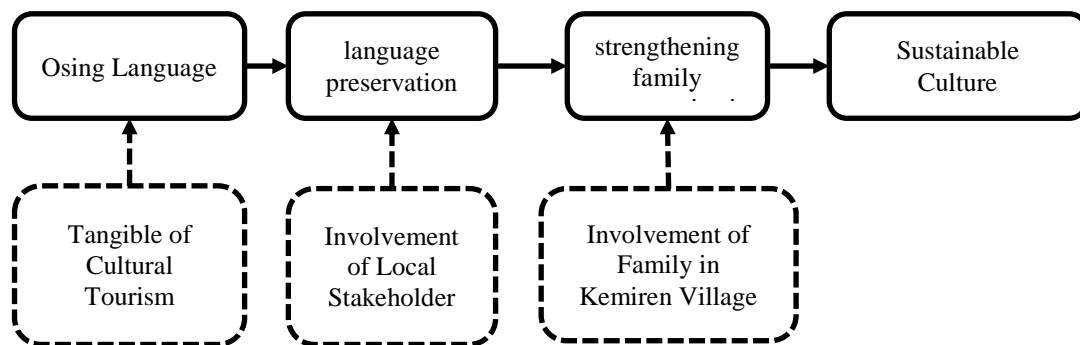 Osing Language
language
preservation
strengthening
family
Sustainable
Culture
Tangible of
Cultural
Tourism
Involvement
of Local
Stakeholder
Involvement of
Family in
Kemiren Village